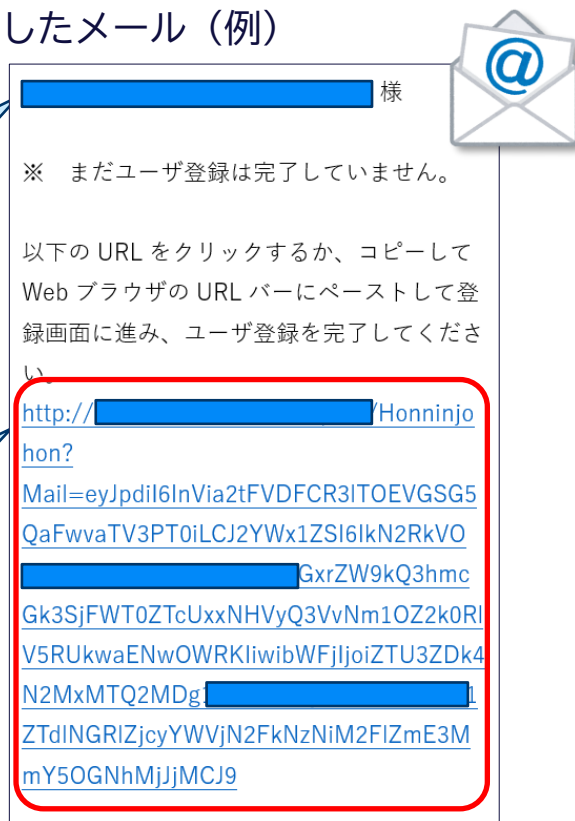 したメール（例）
@
様
※　まだユーザ登録は完了していません。
以下の URL をクリックするか、コピーして
Web ブラウザの URL バーにペーストして登
録画面に進み、ユーザ登録を完了してくださ
い。
http:// /Honninjo
hon?
Mail=eyJpdiI6InVia2tFVDFCR3lTOEVGSG5
QaFwvaTV3PT0iLCJ2YWx1ZSI6IkN2RkVO
GxrZW9kQ3hmc
Gk3SjFWT0ZTcUxxNHVyQ3VvNm1OZ2k0Rl
V5RUkwaENwOWRKIiwibWFjIjoiZTU3ZDk4
N2MxMTQ2MDg1 1
ZTdlNGRlZjcyYWVjN2FkNzNiM2FlZmE3M
mY5OGNhMjJjMCJ9